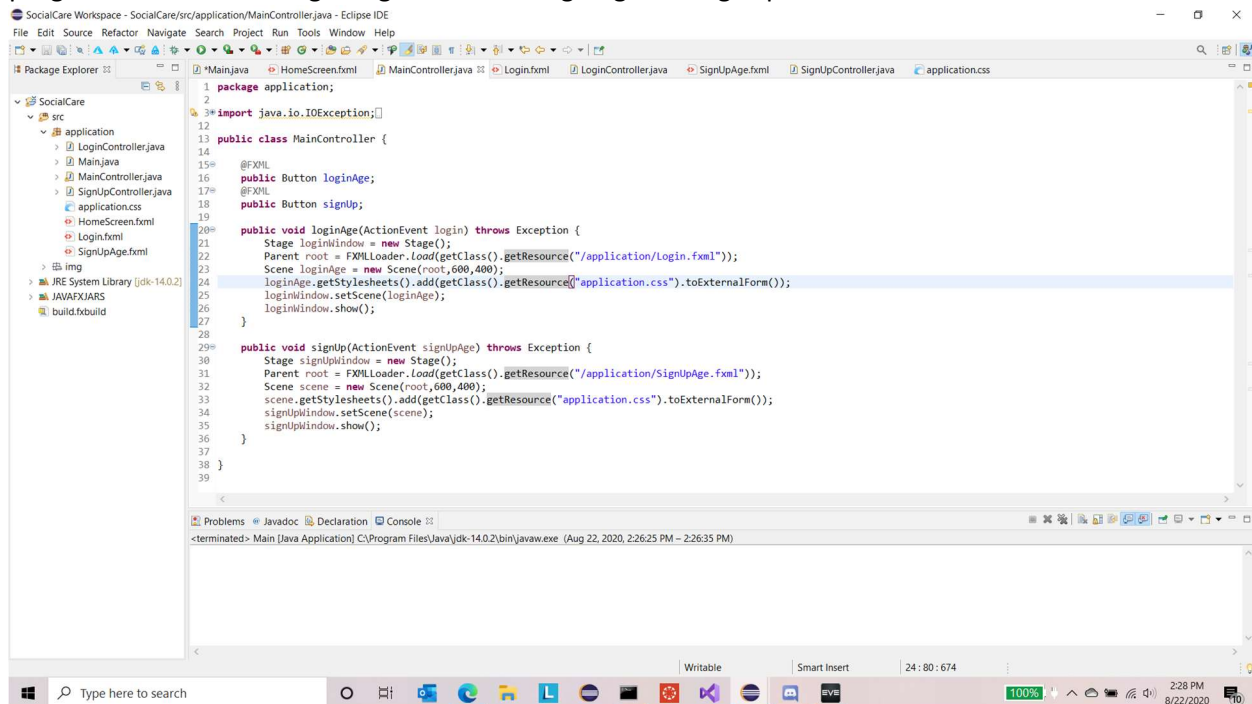 SocialCare Workspace - SocialCare/src/application/MainController.java - Eclipse IDE
File Edit Source Refactor Navigate Search Project Run Tools Window Help
Package Explorer
*Main.java HomeScreen.fxml MainController.java Login.fxml LoginController.java SignUpAge.fxml SignUpController.java application.css
SocialCare
src
application
LoginController.java
Main.java
MainController.java
SignUpController.java
application.css
HomeScreen.fxml
Login.fxml
SignUpAge.fxml
img
JRE System Library [jdk-14.0.2]
JAVAFXJARS
build.fxbuild
1 package application;
2
3 import java.io.IOException;
12
13 public class MainController {
14
15 @FXML
16 public Button loginAge;
17 @FXML
18 public Button signUp;
19
20 public void loginAge(ActionEvent login) throws Exception {
21 Stage loginWindow = new Stage();
22 Parent root = FXMLLoader.load(getClass().getResource("/application/Login.fxml"));
23 Scene loginAge = new Scene(root,600,400);
24 loginAge.getStylesheets().add(getClass().getResource("application.css").toExternalForm());
25 loginWindow.setScene(loginAge);
26 loginWindow.show();
27 }
28
29 public void signUp(ActionEvent signUpAge) throws Exception {
30 Stage signUpWindow = new Stage();
31 Parent root = FXMLLoader.load(getClass().getResource("/application/SignUpAge.fxml"));
32 Scene scene = new Scene(root,600,400);
33 scene.getStylesheets().add(getClass().getResource("application.css").toExternalForm());
34 signUpWindow.setScene(scene);
35 signUpWindow.show();
36 }
37
38 }
39
Problems Javadoc Declaration Console
<terminated> Main [Java Application] C:\Program Files\Java\jdk-14.0.2\bin\javaw.exe (Aug 22, 2020, 2:26:25 PM – 2:26:35 PM)
Writable Smart Insert 24 : 80 : 674
Type here to search
L
EVE
100%
2:28 PM
8/22/2020
10